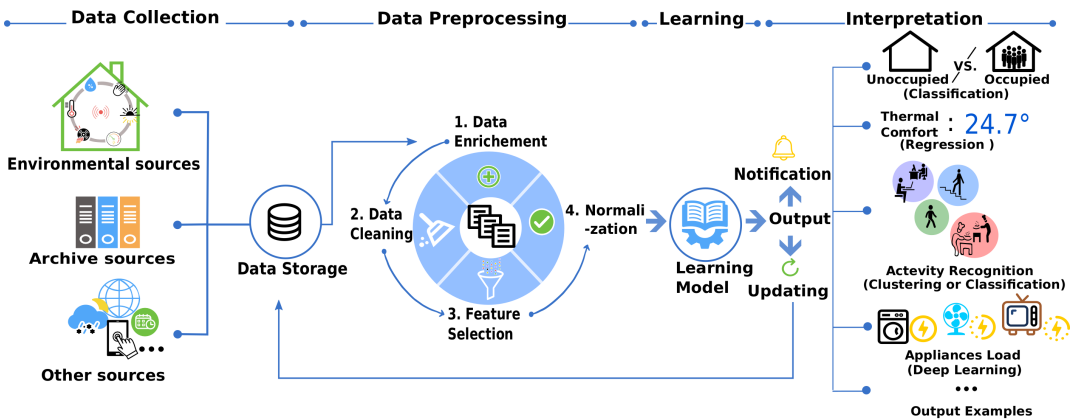 Data Collection
Data Preprocessing
Learning
Interpretation
Environmental sources
Archive sources
Other sources
Data Storage
1. Data
Enrichement
2. Data
Cleaning
3. Feature
Selection
4. Normali
-zation
Learning
Model
Notification
Output
Updating
Unoccupied
VS.
Occupied
(Classification)
Thermal
Comfort : 24.7°
(Regression )
Actevity Recognition
(Clustering or Classification)
Appliances Load
(Deep Learning)
Output Examples